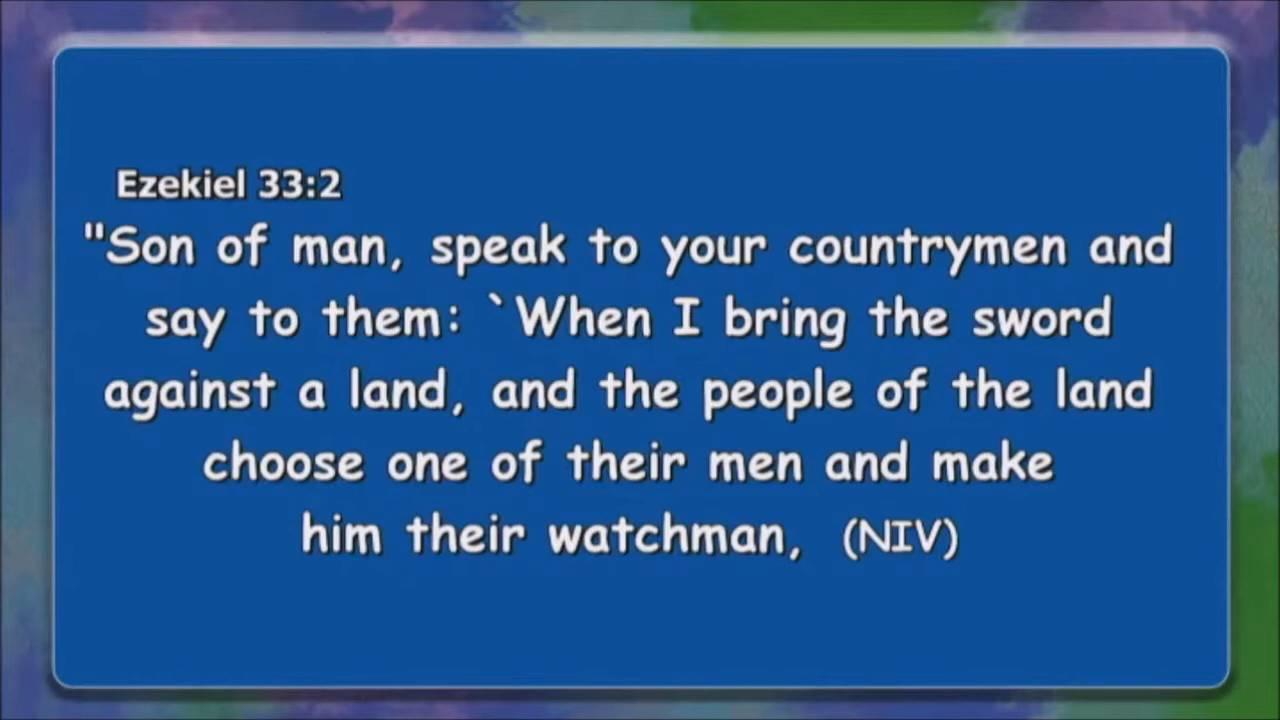 Ezekiel 33:2
"Son of man, speak to your countrymen and
say to them: `When I bring the sword
against a land, and the people of the land
choose one of their men and make
him their watchman, (NIV)